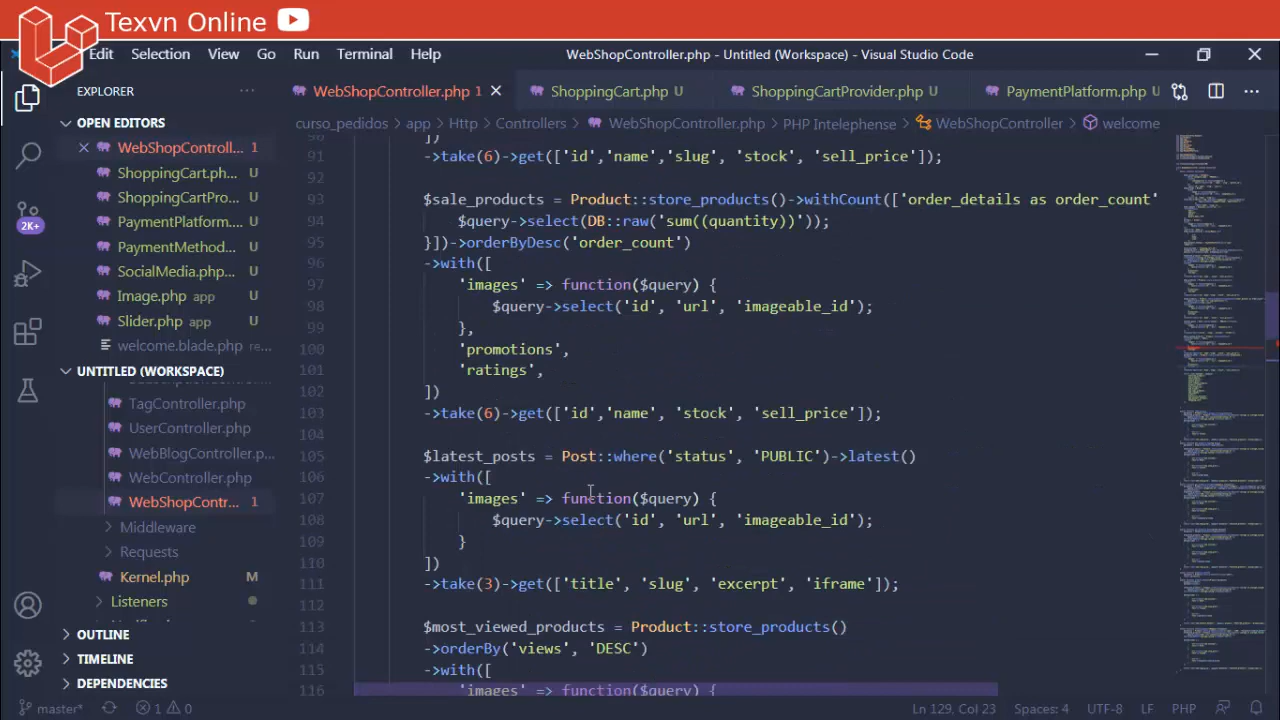 Texvn Online
Edit Selection View Go Run Terminal Help WebShopController.php - Untitled (Workspace) - Visual Studio Code
EXPLORER ···
WebShopController.php 1
ShoppingCart.php U
ShoppingCartProvider.php U
PaymentPlatform.php U
OPEN EDITORS
WebShopControll... 1
ShoppingCart.ph... U
ShoppingCartPro... U
PaymentPlatform... U
PaymentMethod... U
SocialMedia.php... U
Image.php app U
Slider.php app U
welcome.blade.php re...
UNTITLED (WORKSPACE)
TagController.php
UserController.php
WebBlogController.p...
WebController.php
WebShopContr... 1
Middleware
Requests
Kernel.php M
Listeners
OUTLINE
TIMELINE
DEPENDENCIES
2K+
curso_pedidos > app > Http > Controllers > WebShopController.php > PHP Intelephense > WebShopController > welcome
90 ])
91 ->take(6)->get(['id','name','slug', 'stock', 'sell_price']);
92
93 $sale_products = Product::store_products()->withCount(['order_details as order_count'
94 $query->select(DB::raw('sum((quantity))'));
95 }])->orderByDesc('order_count')
96 ->with([
97 'images' => function($query) {
98 $query->select('id', 'url', 'imageable_id');
99 },
100 'promotions',
101 'ratings',
102 ])
103 ->take(6)->get(['id','name', 'stock', 'sell_price']);
104
105 $latest_posts = Post::where('status', 'PUBLIC')->latest()
106 ->with([
107 'images' => function($query) {
108 $query->select('id', 'url', 'imageable_id');
109 }
110 ])
111 ->take(3)->get(['title', 'slug', 'excerpt', 'iframe']);
112
113 $most_viwed_products = Product::store_products()
114 ->orderBy('views', 'DESC')
115 ->with([
116 'images' => function($query) {
master* 1 0 Ln 129, Col 23 Spaces: 4 UTF-8 LF PHP